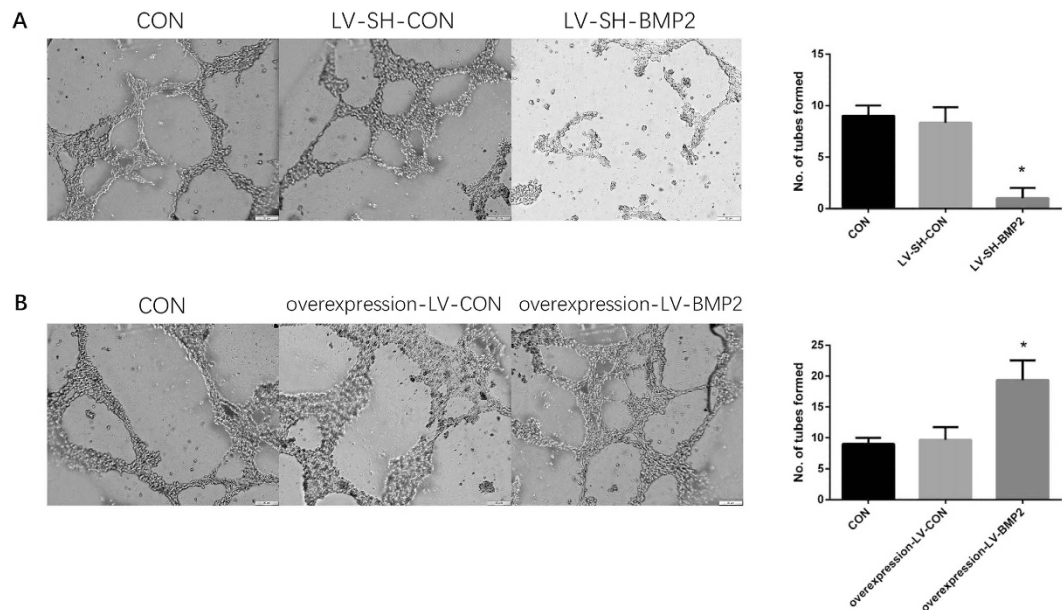 A
CON
LV-SH-CON
LV-SH-BMP2
15
10
5
0
No. of tubes formed
*
CON
LV-SH-CON
LV-SH-BMP2
B
CON
overexpression-LV-CON
overexpression-LV-BMP2
25
20
15
10
5
0
No. of tubes formed
*
CON
overexpression-LV-CON
overexpression-LV-BMP2